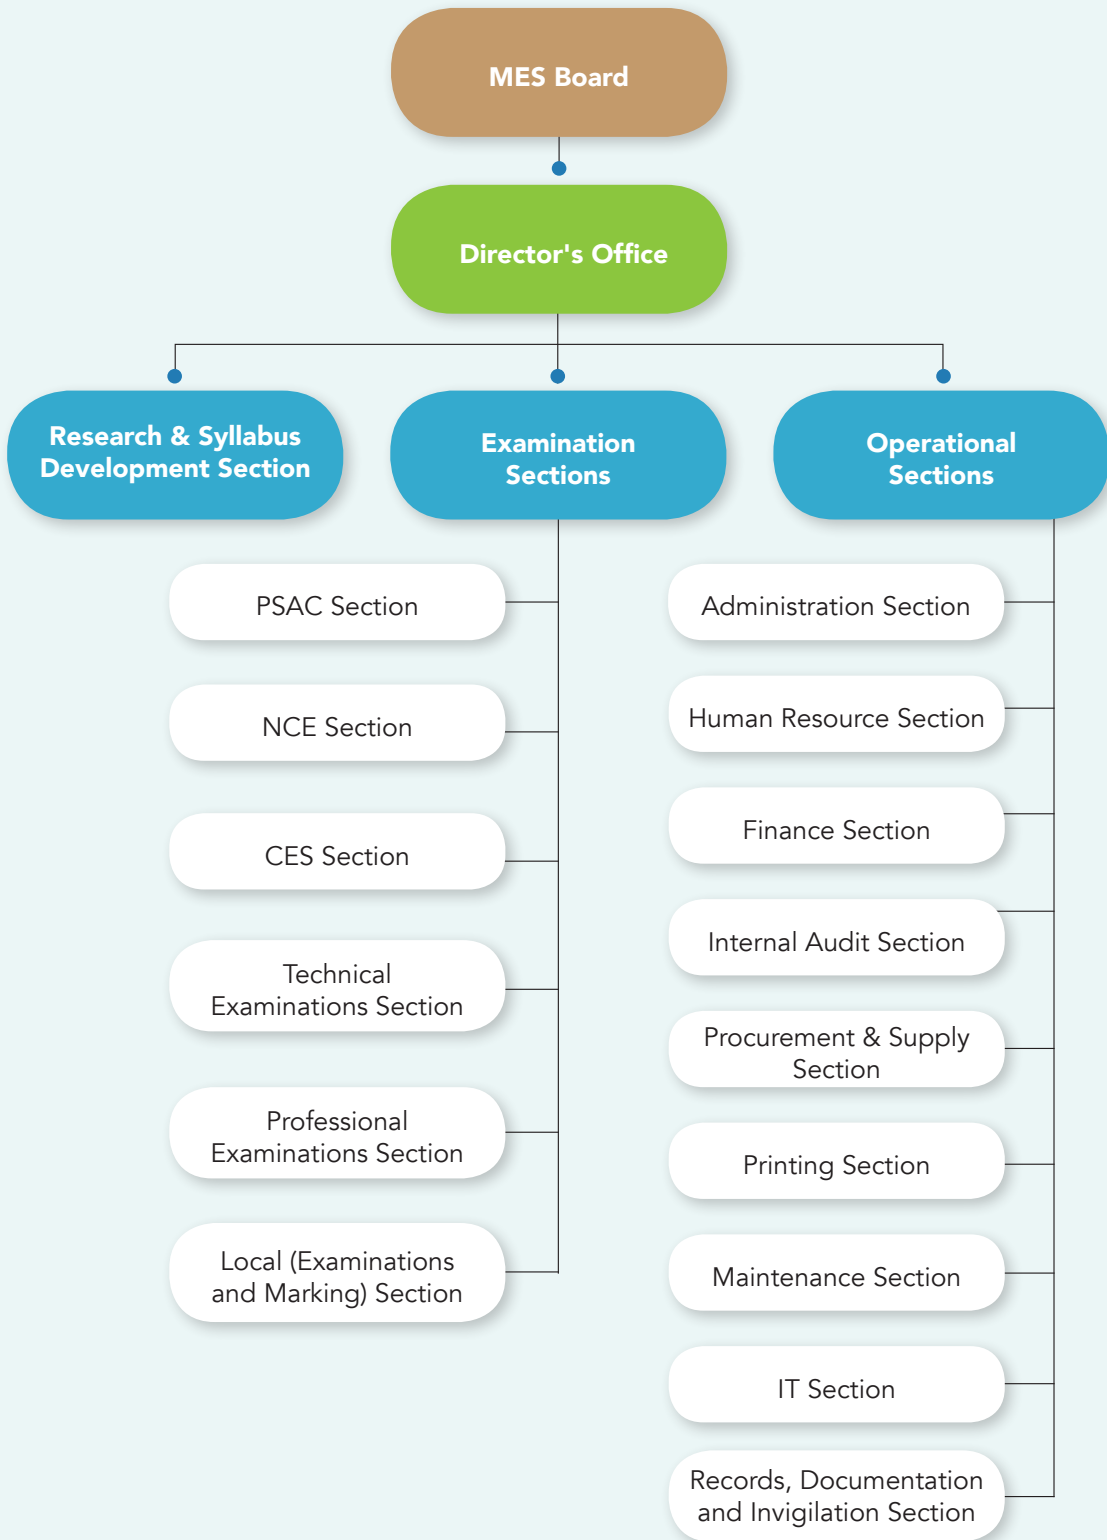 MES Board
Director's Office
Research & Syllabus
Development Section
Examination
Sections
Operational
Sections
PSAC Section
NCE Section
CES Section
Technical
Examinations Section
Professional
Examinations Section
Local (Examinations
and Marking) Section
Administration Section
Human Resource Section
Finance Section
Internal Audit Section
Procurement & Supply
Section
Printing Section
Maintenance Section
IT Section
Records, Documentation
and Invigilation Section